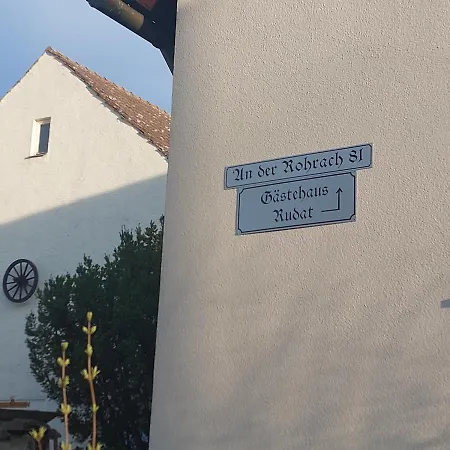 An der Rohrach 81
Gästehaus
Rudat